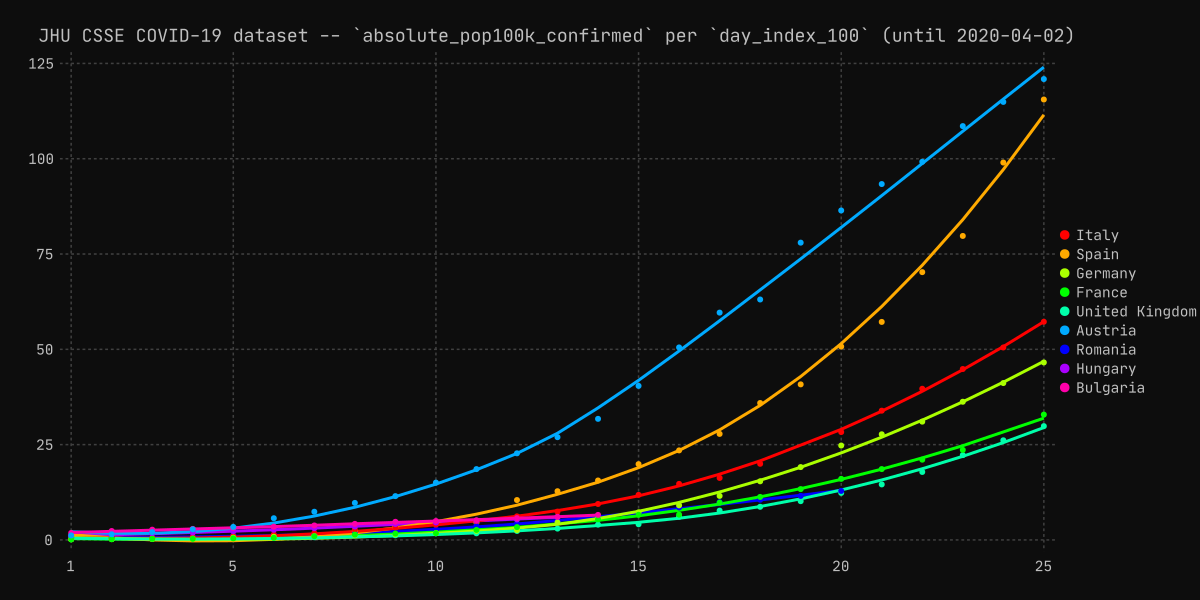 JHU CSSE COVID-19 dataset -- `absolute_pop100k_confirmed` per `day_index_100` (until 2020-04-02)
125
100
75
50
25
0
1 5 10 15 20 25
Italy
Spain
Germany
France
United Kingdom
Austria
Romania
Hungary
Bulgaria